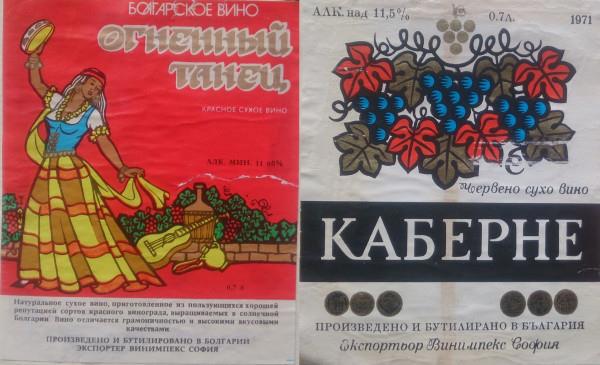 БОЛГАРСКОЕ ВИНО
ОГНЕННЫЙ
ТАНЕЦ
КРАСНОЕ СУХОЕ ВИНО
АЛК. МИН. 11 об%
0,7 л
Натуральное сухое вино, приготовленное из пользующихся хорошей
репутацией сортов красного винограда, выращиваемых в солнечной
Болгарии Вино отличается грамоничностью и высокими вкусовыми
качествами
ПРОИЗВЕДЕНО И БУТИЛИРОВАНО В БОЛГАРИИ
ЭКСПОРТЕР ВИНИМПЕКС СОФИЯ
АЛК. над 11,5%
0.7л.
1971
Червено сухо вино
КАБЕРНЕ
ПРОИЗВЕДЕНО И БУТИЛИРАНО В БЪЛГАРИЯ
Експортьор Винимпекс София